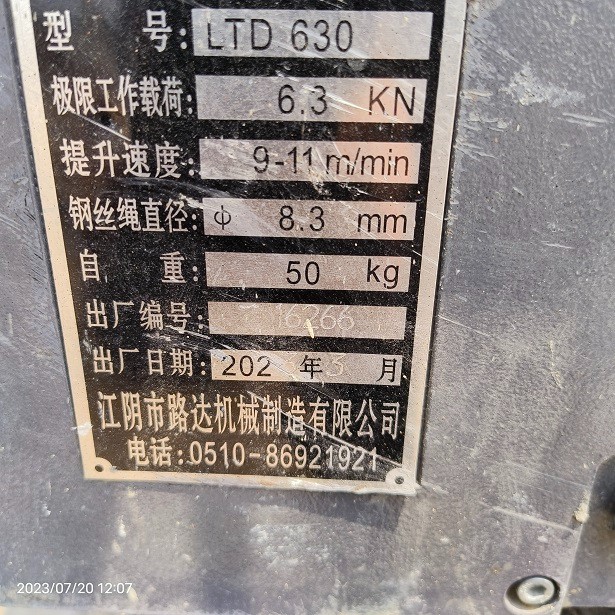 型 号: LTD 630
极限工作载荷: 6.3 KN
提升速度: 9-11 m/min
钢丝绳直径: ф 8.3 mm
自 重: 50 kg
出厂编号: 16266
出厂日期: 202 年 3 月
江阴市路达机械制造有限公司
电话:0510-86921921
2023/07/20 12:07